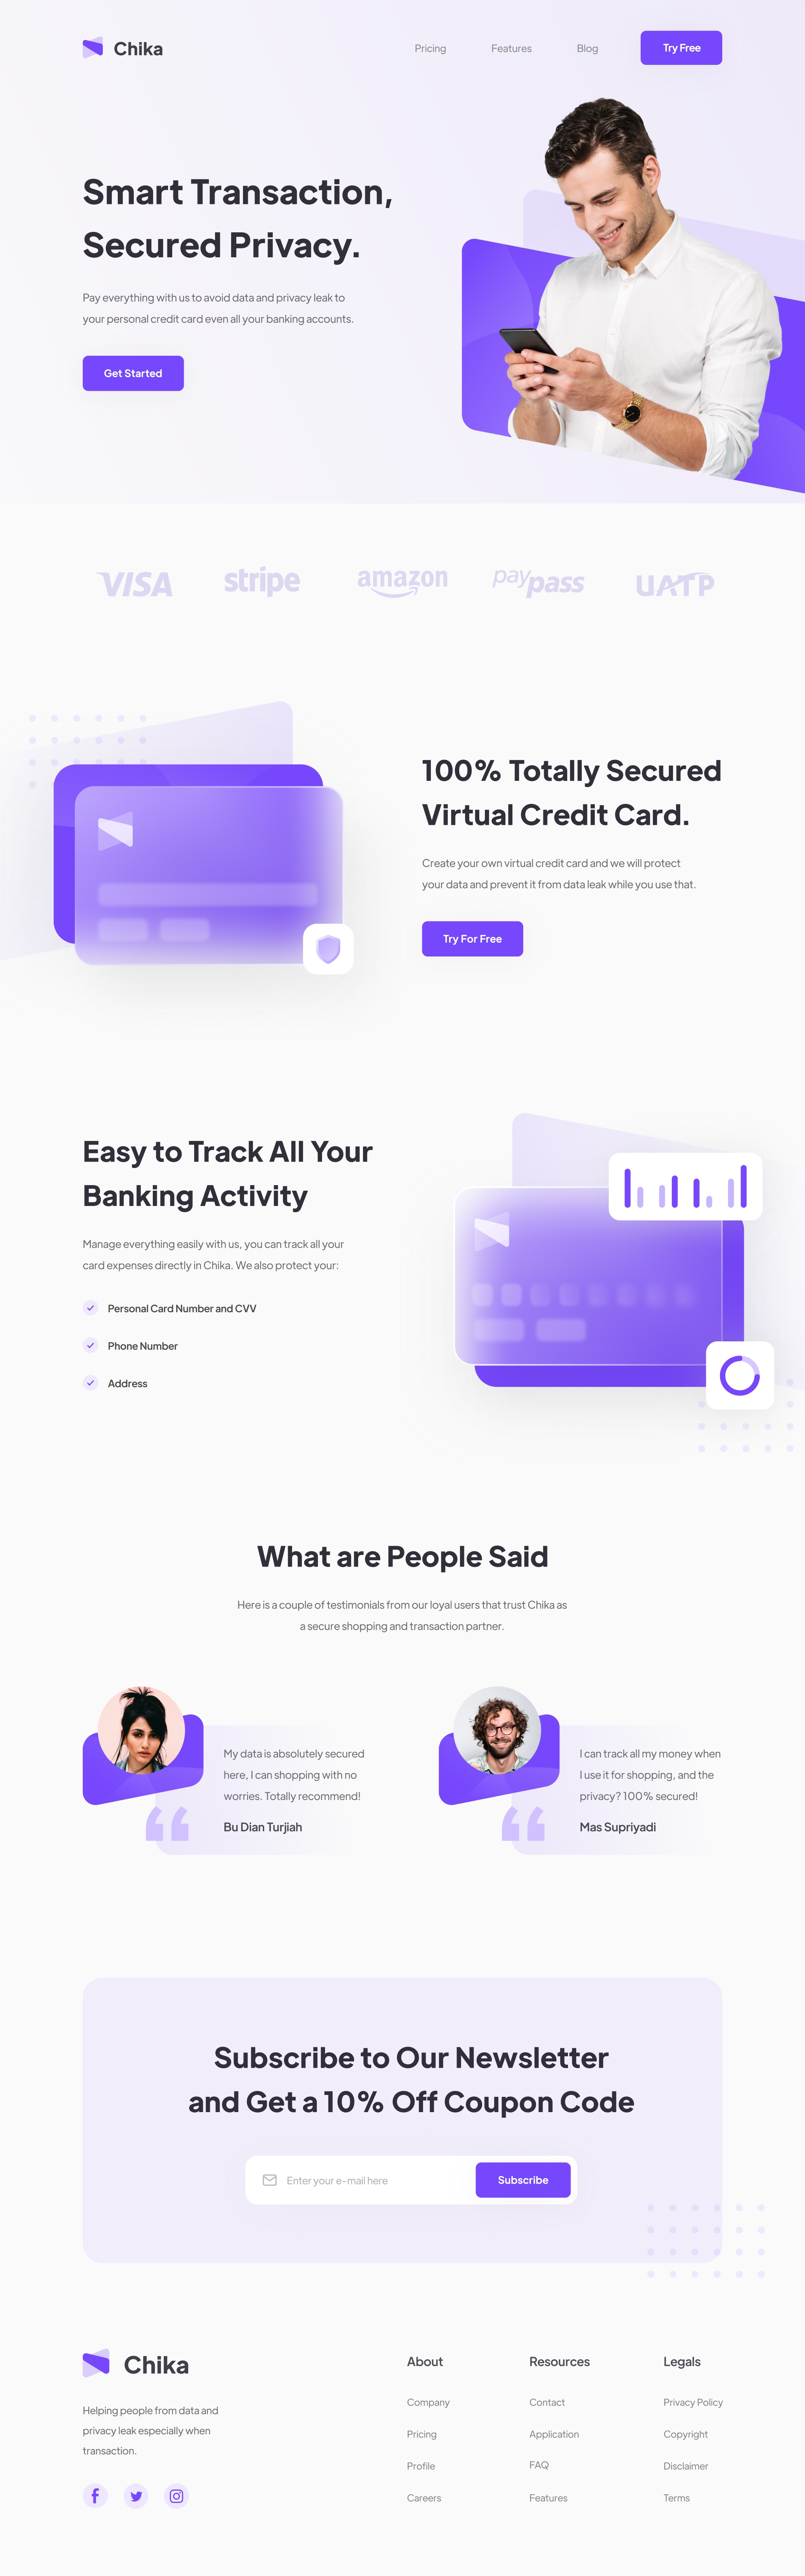 Chika
Pricing
Features
Blog
Try Free
Smart Transaction,
Secured Privacy.
Pay everything with us to avoid data and privacy leak to
your personal credit card even all your banking accounts.
Get Started
VISA
stripe
amazon
paypass
UATP
100% Totally Secured
Virtual Credit Card.
Create your own virtual credit card and we will protect
your data and prevent it from data leak while you use that.
Try For Free
Easy to Track All Your
Banking Activity
Manage everything easily with us, you can track all your
card expenses directly in Chika. We also protect your:
Personal Card Number and CVV
Phone Number
Address
What are People Said
Here is a couple of testimonials from our loyal users that trust Chika as
a secure shopping and transaction partner.
My data is absolutely secured
here, I can shopping with no
worries. Totally recommend!
Bu Dian Turjiah
I can track all my money when
I use it for shopping, and the
privacy? 100% secured!
Mas Supriyadi
Subscribe to Our Newsletter
and Get a 10% Off Coupon Code
Enter your e-mail here
Subscribe
Chika
Helping people from data and
privacy leak especially when
transaction.
About
Company
Pricing
Profile
Careers
Resources
Contact
Application
FAQ
Features
Legals
Privacy Policy
Copyright
Disclaimer
Terms